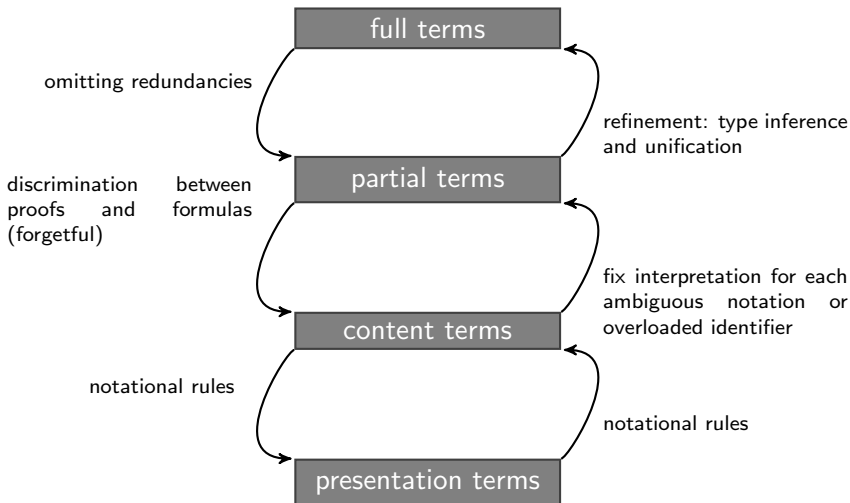 full terms
omitting redundancies
refinement: type inference
and unification
partial terms
discrimination between
proofs and formulas
(forgetful)
fix interpretation for each
ambiguous notation or
overloaded identifier
content terms
notational rules
notational rules
presentation terms